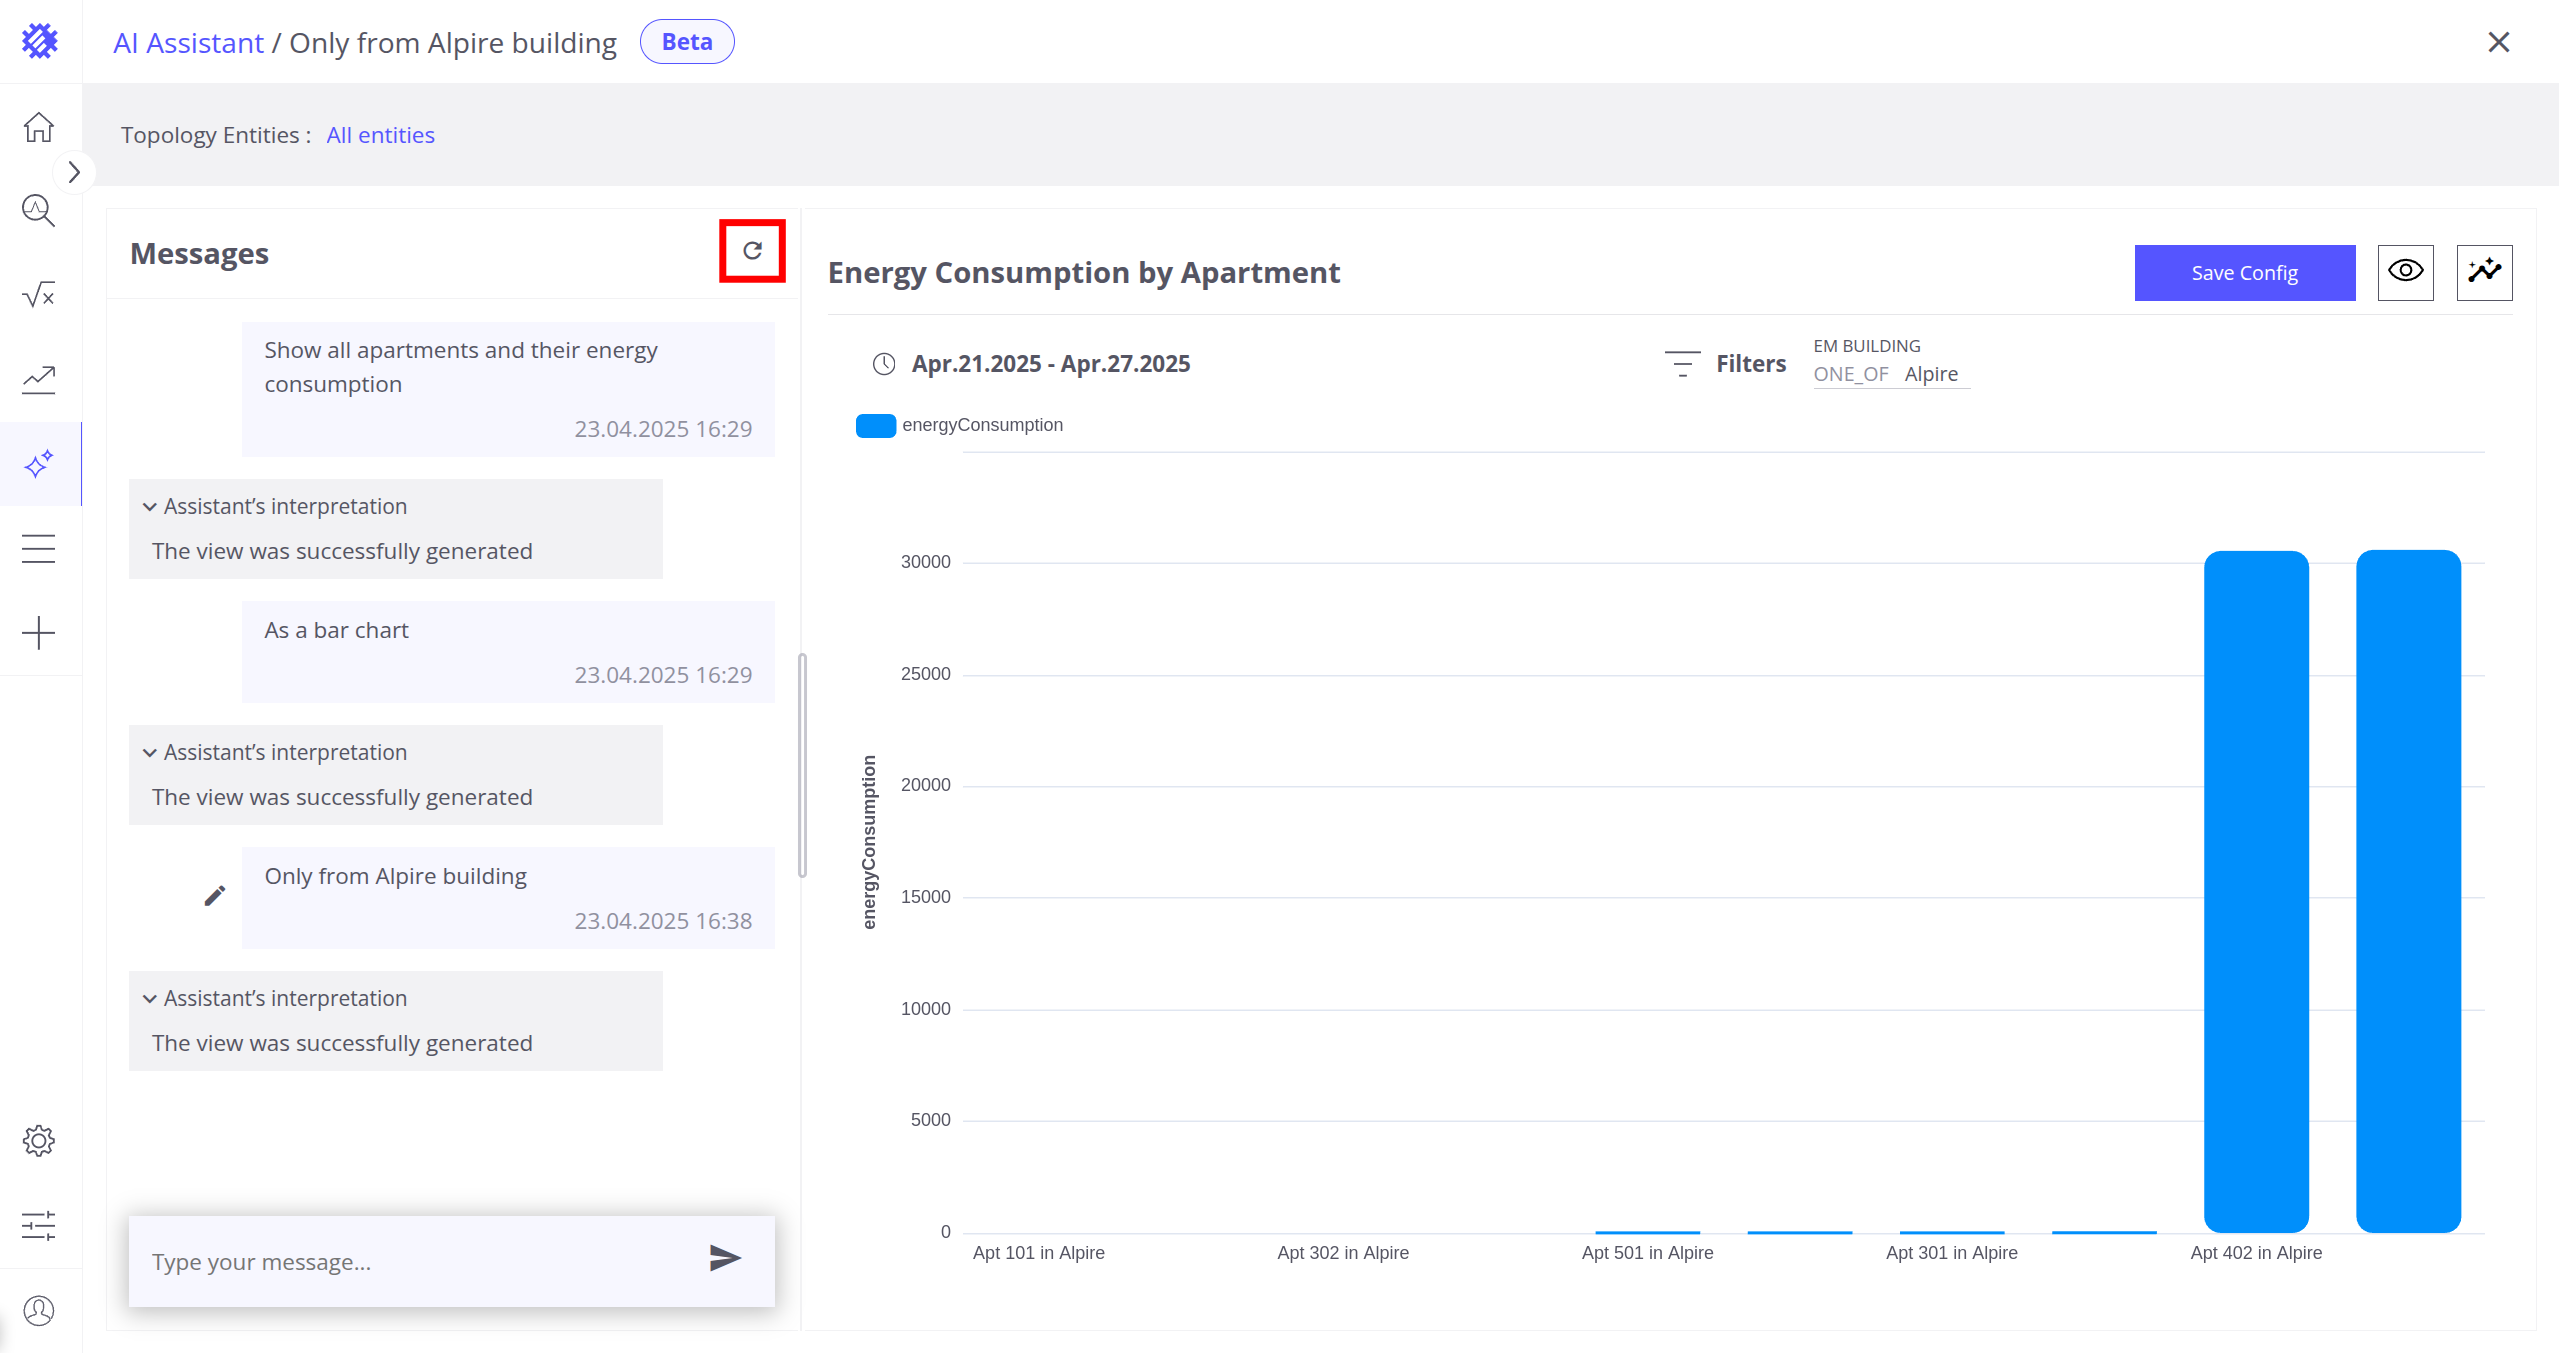 AI Assistant / Only from Alpire building
Beta
Topology Entities : All entities
Messages
Show all apartments and their energy
consumption
23.04.2025 16:29
Assistant's interpretation
The view was successfully generated
As a bar chart
23.04.2025 16:29
Assistant's interpretation
The view was successfully generated
Only from Alpire building
23.04.2025 16:38
Assistant's interpretation
The view was successfully generated
Type your message...
Energy Consumption by Apartment
Save Config
Apr.21.2025 - Apr.27.2025
Filters
EM BUILDING
ONE_OF Alpire
energyConsumption
energyConsumption
30000
25000
20000
15000
10000
5000
0
Apt 101 in Alpire
Apt 302 in Alpire
Apt 501 in Alpire
Apt 301 in Alpire
Apt 402 in Alpire